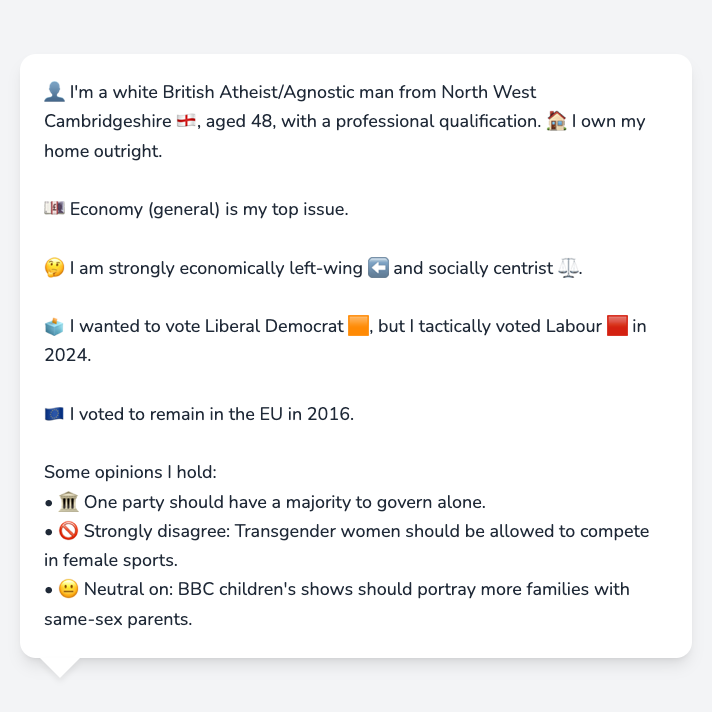 👤 I'm a white British Atheist/Agnostic man from North West
Cambridgeshire 🏴󠁧󠁢󠁥󠁮󠁧󠁿, aged 48, with a professional qualification. 🏠 I own my
home outright.
💷 Economy (general) is my top issue.
🤔 I am strongly economically left-wing ⬅️ and socially centrist ⚖️.
🗳️ I wanted to vote Liberal Democrat 🟧, but I tactically voted Labour 🟥 in
2024.
🇪🇺 I voted to remain in the EU in 2016.
Some opinions I hold:
• 🏛️ One party should have a majority to govern alone.
• 🚫 Strongly disagree: Transgender women should be allowed to compete
in female sports.
• 😐 Neutral on: BBC children's shows should portray more families with
same-sex parents.